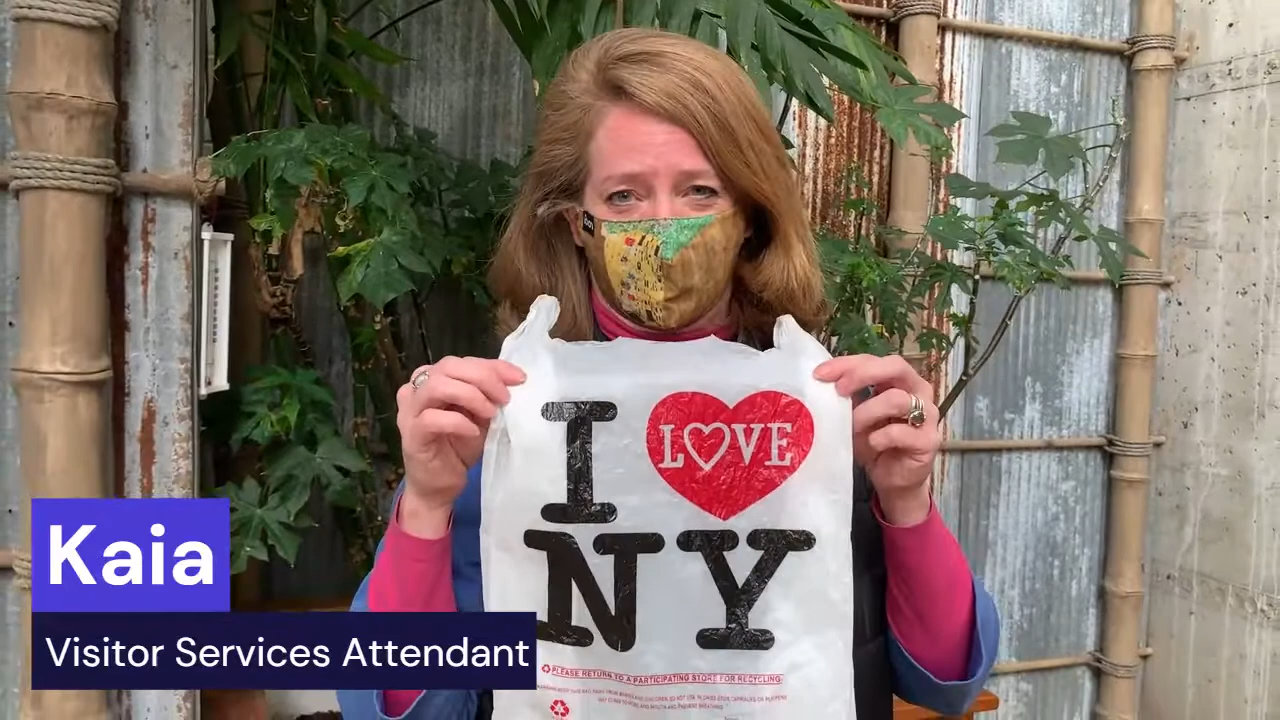 I LOVE
NY
PLEASE RETURN TO A PARTICIPATING STORE FOR RECYCLING
Kaia
Visitor Services Attendant